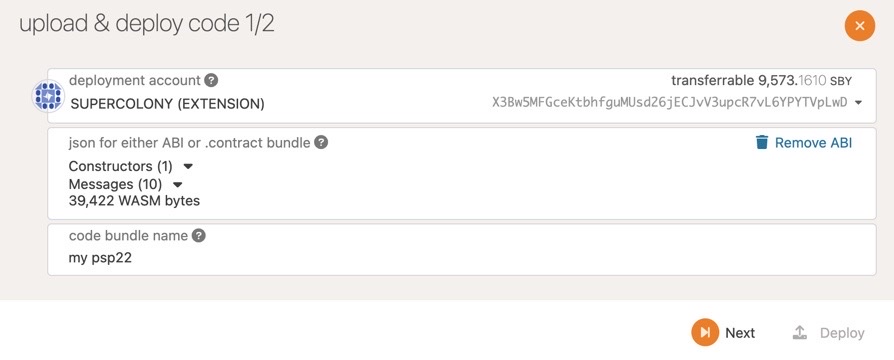 upload & deploy code 1/2
deployment account ?
transferrable 9,573.1610 SBY
SUPERCOLONY (EXTENSION)
X3Bw5MFGceKtbhfguMUsd26jECJvV3upcR7vL6YPYTVpLwD
json for either ABI or .contract bundle ?
Remove ABI
Constructors (1)
Messages (10)
39,422 WASM bytes
code bundle name ?
my psp22
Next
Deploy